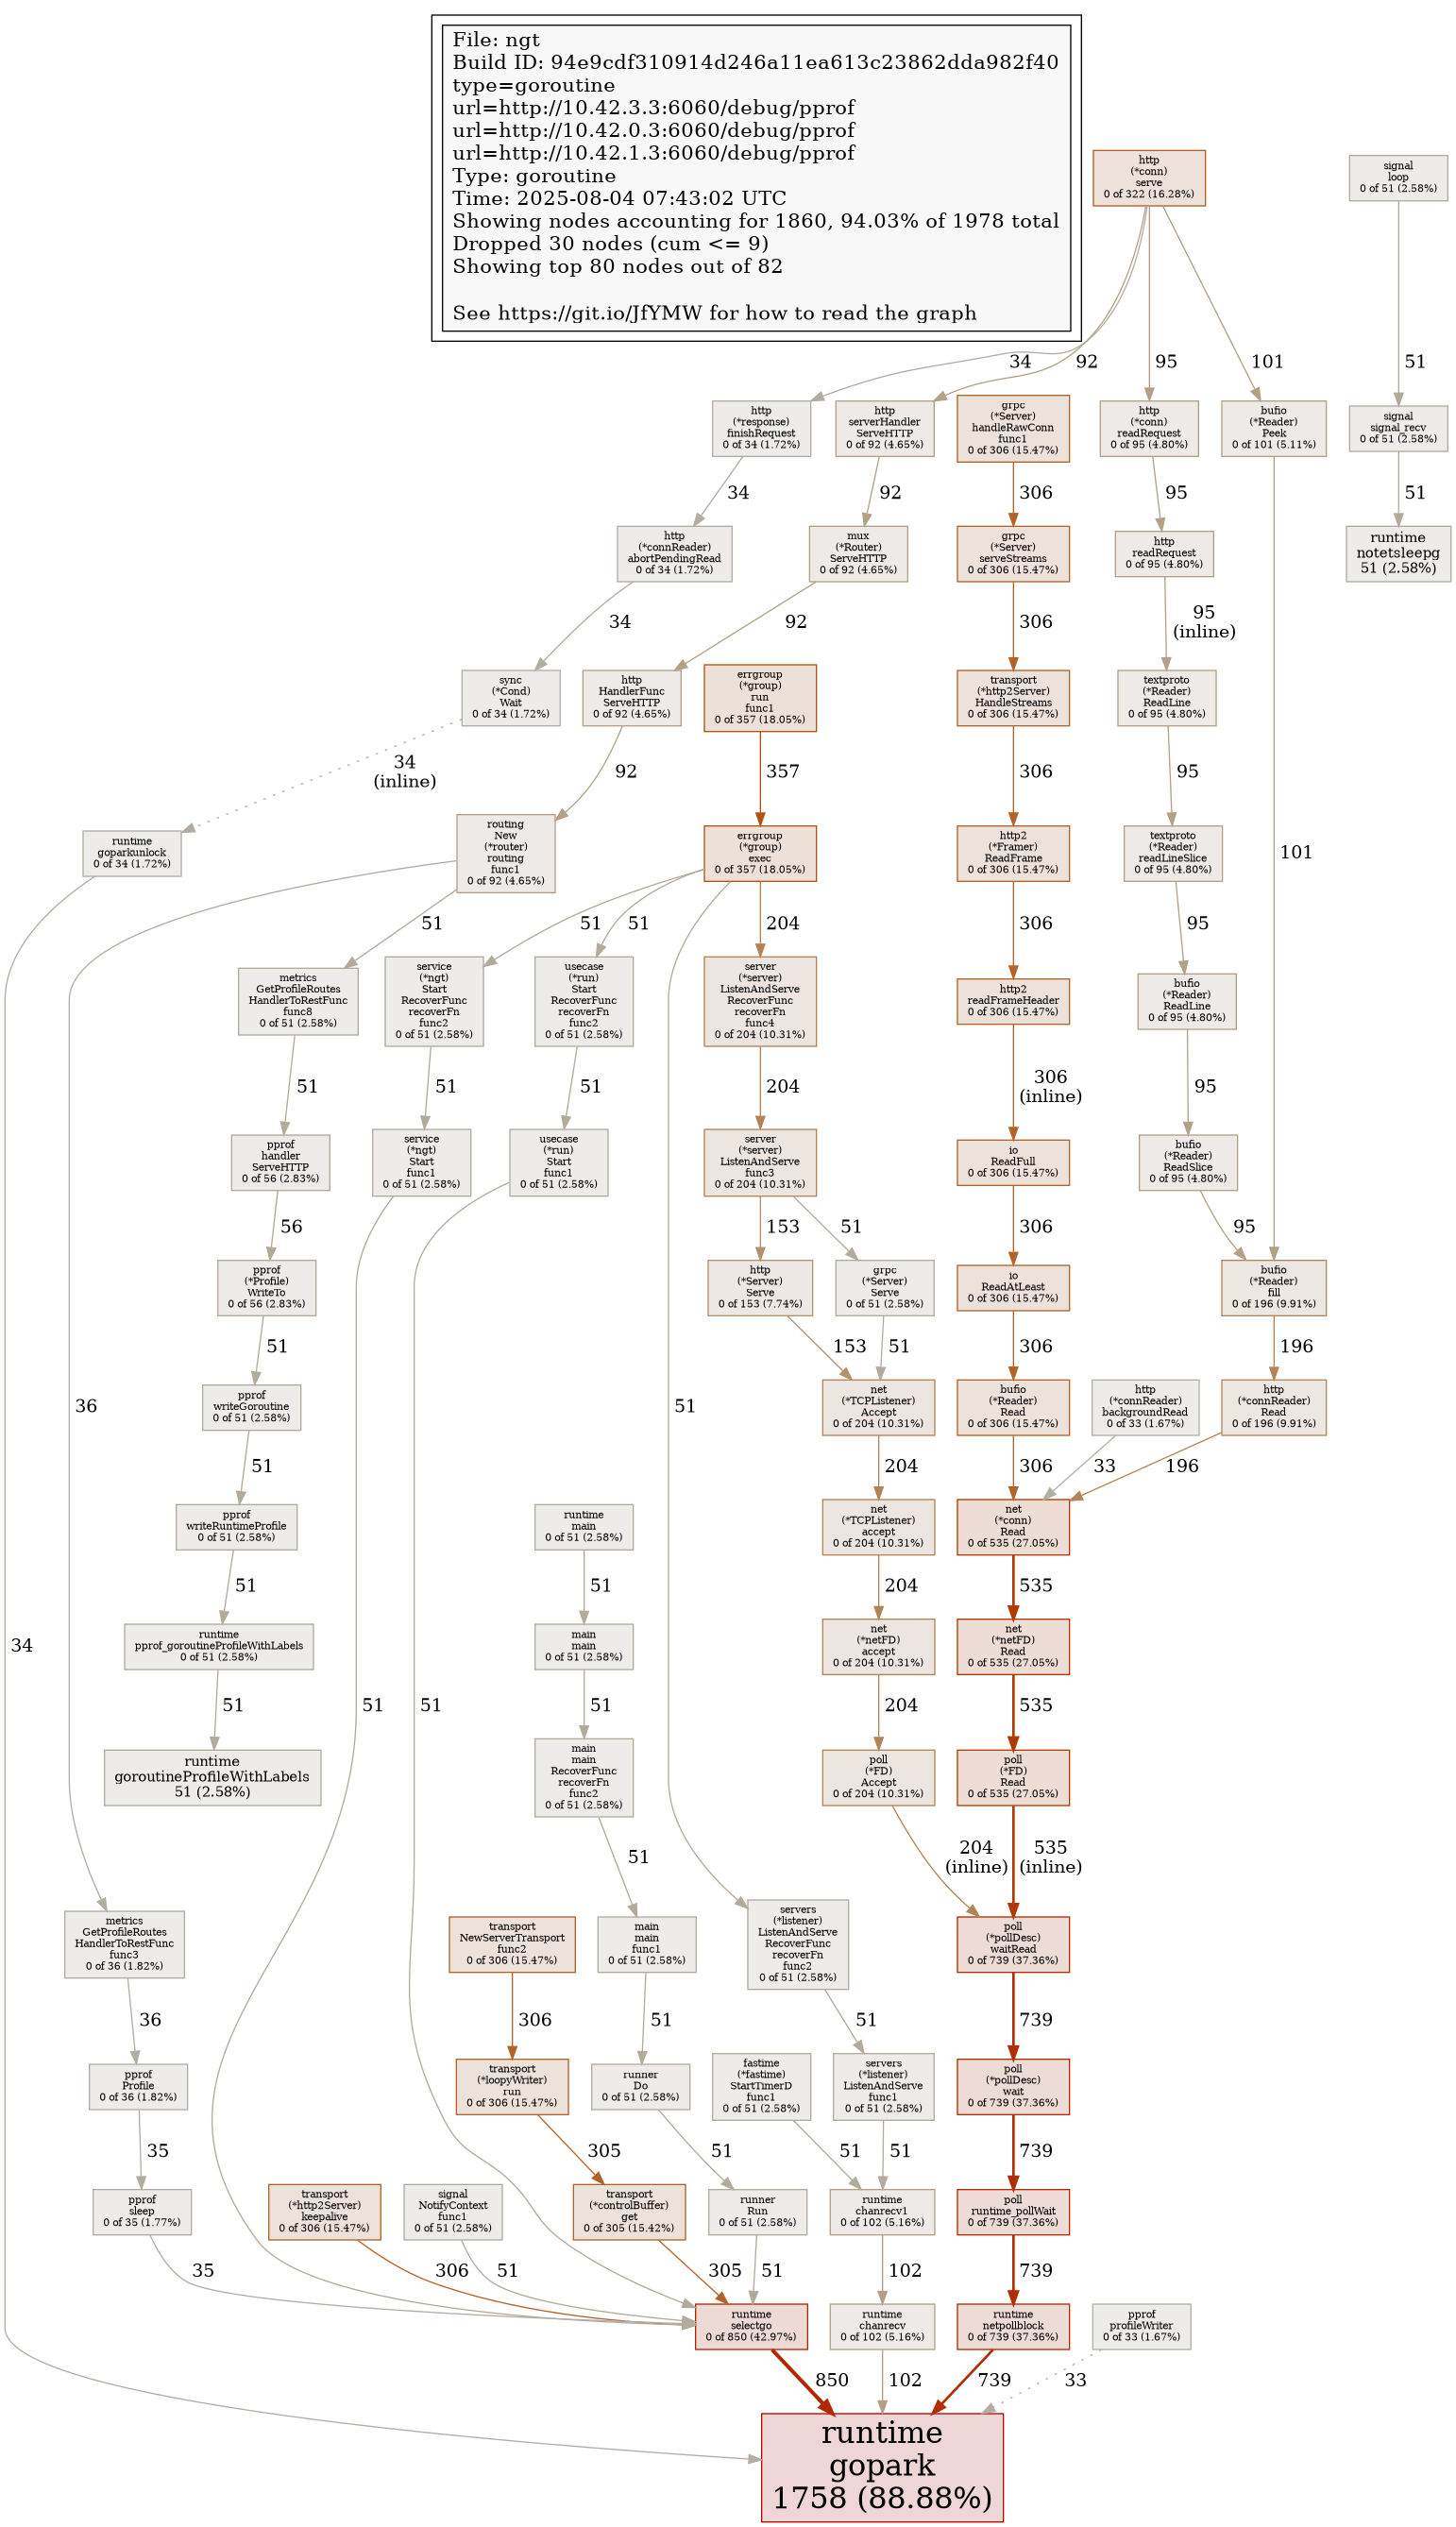 File: ngt
Build ID: 94e9cdf310914d246a11ea613c23862dda982f40
type=goroutine
url=http://10.42.3.3:6060/debug/pprof
url=http://10.42.0.3:6060/debug/pprof
url=http://10.42.1.3:6060/debug/pprof
Type: goroutine
Time: 2025-08-04 07:43:02 UTC
Showing nodes accounting for 1860, 94.03% of 1978 total
Dropped 30 nodes (cum <= 9)
Showing top 80 nodes out of 82
See https://git.io/JfYMW for how to read the graph
http
(*conn)
serve
0 of 322 (16.28%)
signal
loop
0 of 51 (2.58%)
34
92
95
101
51
http
(*response)
finishRequest
0 of 34 (1.72%)
http
serverHandler
ServeHTTP
0 of 92 (4.65%)
grpc
(*Server)
handleRawConn
func1
0 of 306 (15.47%)
http
(*conn)
readRequest
0 of 95 (4.80%)
bufio
(*Reader)
Peek
0 of 101 (5.11%)
signal
signal_recv
0 of 51 (2.58%)
34
92
306
95
51
http
(*connReader)
abortPendingRead
0 of 34 (1.72%)
mux
(*Router)
ServeHTTP
0 of 92 (4.65%)
grpc
(*Server)
serveStreams
0 of 306 (15.47%)
http
readRequest
0 of 95 (4.80%)
runtime
notetsleepg
51 (2.58%)
34
92
306
95
(inline)
sync
(*Cond)
Wait
0 of 34 (1.72%)
http
HandlerFunc
ServeHTTP
0 of 92 (4.65%)
errgroup
(*group)
run
func1
0 of 357 (18.05%)
transport
(*http2Server)
HandleStreams
0 of 306 (15.47%)
textproto
(*Reader)
ReadLine
0 of 95 (4.80%)
34
(inline)
92
357
306
95
runtime
goparkunlock
0 of 34 (1.72%)
routing
New
(*router)
routing
func1
0 of 92 (4.65%)
errgroup
(*group)
exec
0 of 357 (18.05%)
http2
(*Framer)
ReadFrame
0 of 306 (15.47%)
textproto
(*Reader)
readLineSlice
0 of 95 (4.80%)
101
51
51
51
204
306
95
metrics
GetProfileRoutes
HandlerToRestFunc
func8
0 of 51 (2.58%)
service
(*ngt)
Start
RecoverFunc
recoverFn
func2
0 of 51 (2.58%)
usecase
(*run)
Start
RecoverFunc
recoverFn
func2
0 of 51 (2.58%)
server
(*server)
ListenAndServe
RecoverFunc
recoverFn
func4
0 of 204 (10.31%)
http2
readFrameHeader
0 of 306 (15.47%)
bufio
(*Reader)
ReadLine
0 of 95 (4.80%)
51
51
51
204
306
(inline)
95
pprof
handler
ServeHTTP
0 of 56 (2.83%)
service
(*ngt)
Start
func1
0 of 51 (2.58%)
usecase
(*run)
Start
func1
0 of 51 (2.58%)
server
(*server)
ListenAndServe
func3
0 of 204 (10.31%)
io
ReadFull
0 of 306 (15.47%)
bufio
(*Reader)
ReadSlice
0 of 95 (4.80%)
56
153
51
306
95
pprof
(*Profile)
WriteTo
0 of 56 (2.83%)
http
(*Server)
Serve
0 of 153 (7.74%)
grpc
(*Server)
Serve
0 of 51 (2.58%)
io
ReadAtLeast
0 of 306 (15.47%)
bufio
(*Reader)
fill
0 of 196 (9.91%)
51
153
51
306
196
36
51
pprof
writeGoroutine
0 of 51 (2.58%)
net
(*TCPListener)
Accept
0 of 204 (10.31%)
bufio
(*Reader)
Read
0 of 306 (15.47%)
http
(*connReader)
backgroundRead
0 of 33 (1.67%)
http
(*connReader)
Read
0 of 196 (9.91%)
51
204
306
33
196
pprof
writeRuntimeProfile
0 of 51 (2.58%)
runtime
main
0 of 51 (2.58%)
net
(*TCPListener)
accept
0 of 204 (10.31%)
net
(*conn)
Read
0 of 535 (27.05%)
51
51
204
535
34
runtime
pprof_goroutineProfileWithLabels
0 of 51 (2.58%)
main
main
0 of 51 (2.58%)
net
(*netFD)
accept
0 of 204 (10.31%)
net
(*netFD)
Read
0 of 535 (27.05%)
51
51
51
51
204
535
runtime
goroutineProfileWithLabels
51 (2.58%)
main
main
RecoverFunc
recoverFn
func2
0 of 51 (2.58%)
poll
(*FD)
Accept
0 of 204 (10.31%)
poll
(*FD)
Read
0 of 535 (27.05%)
51
204
(inline)
535
(inline)
metrics
GetProfileRoutes
HandlerToRestFunc
func3
0 of 36 (1.82%)
transport
NewServerTransport
func2
0 of 306 (15.47%)
main
main
func1
0 of 51 (2.58%)
servers
(*listener)
ListenAndServe
RecoverFunc
recoverFn
func2
0 of 51 (2.58%)
poll
(*pollDesc)
waitRead
0 of 739 (37.36%)
36
306
51
51
739
pprof
Profile
0 of 36 (1.82%)
transport
(*loopyWriter)
run
0 of 306 (15.47%)
runner
Do
0 of 51 (2.58%)
fastime
(*fastime)
StartTimerD
func1
0 of 51 (2.58%)
servers
(*listener)
ListenAndServe
func1
0 of 51 (2.58%)
poll
(*pollDesc)
wait
0 of 739 (37.36%)
35
305
51
51
51
739
pprof
sleep
0 of 35 (1.77%)
transport
(*http2Server)
keepalive
0 of 306 (15.47%)
signal
NotifyContext
func1
0 of 51 (2.58%)
transport
(*controlBuffer)
get
0 of 305 (15.42%)
runner
Run
0 of 51 (2.58%)
runtime
chanrecv1
0 of 102 (5.16%)
poll
runtime_pollWait
0 of 739 (37.36%)
35
306
51
305
51
102
739
runtime
selectgo
0 of 850 (42.97%)
runtime
chanrecv
0 of 102 (5.16%)
runtime
netpollblock
0 of 739 (37.36%)
pprof
profileWriter
0 of 33 (1.67%)
850
102
739
33
runtime
gopark
1758 (88.88%)